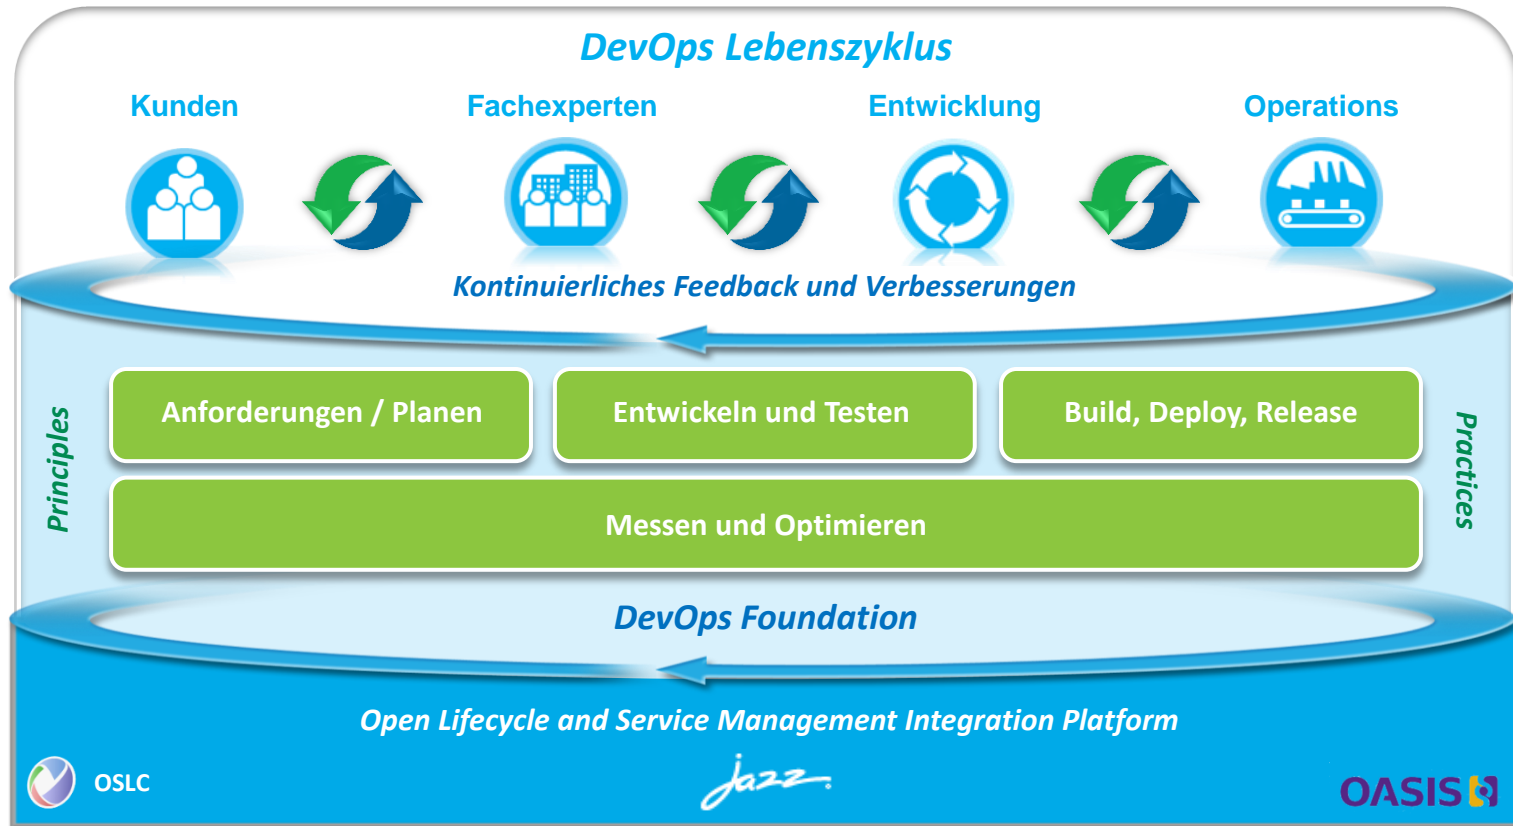 DevOps Lebenszyklus
Kunden
Fachexperten
Entwicklung
Operations
Kontinuierliches Feedback und Verbesserungen
Principles
Anforderungen / Planen
Entwickeln und Testen
Build, Deploy, Release
Practices
Messen und Optimieren
DevOps Foundation
Open Lifecycle and Service Management Integration Platform
OSLC
jazz
OASIS